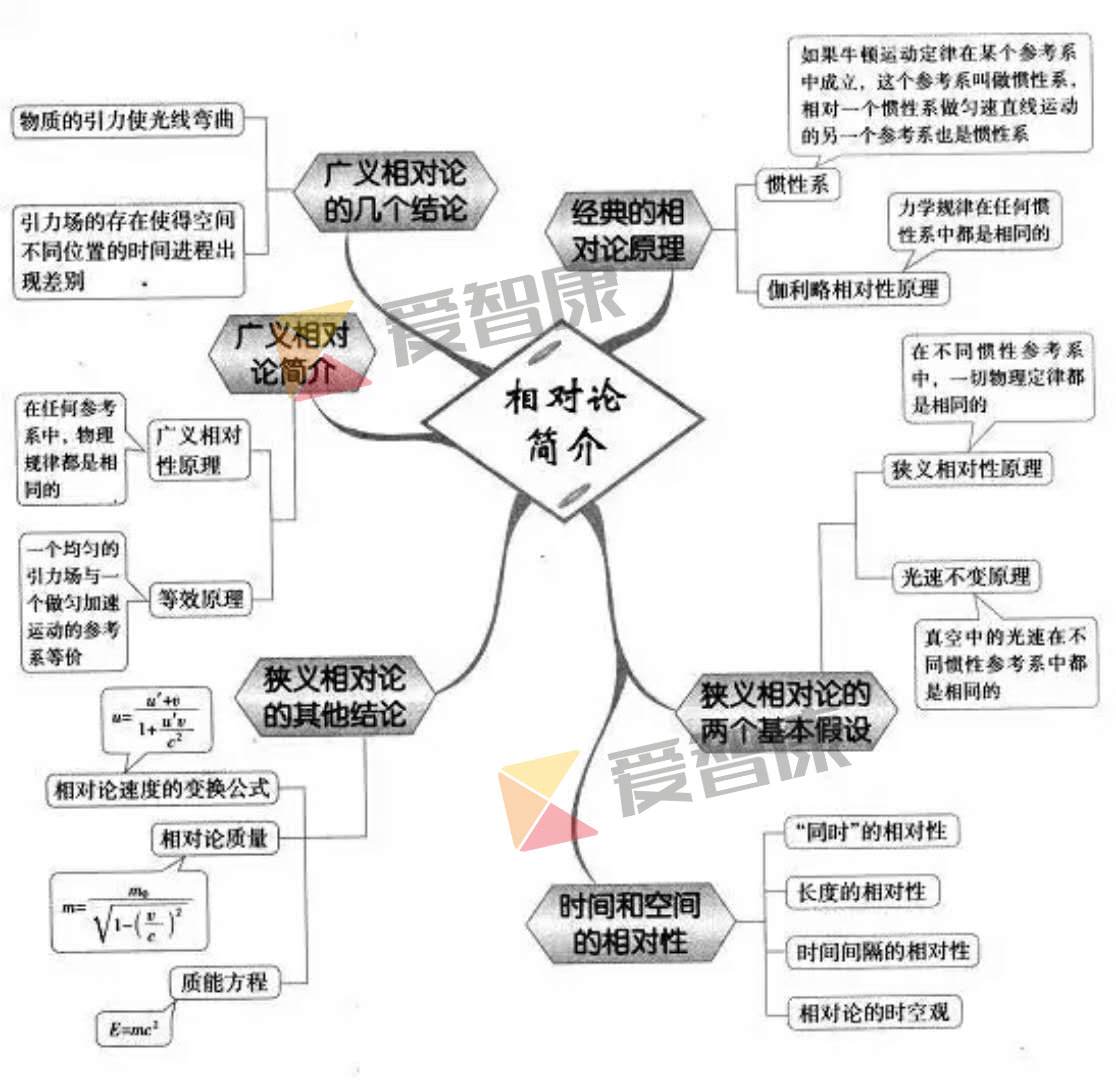 相对论
简介
经典的相
对论原理
惯性系
如果牛顿运动定律在某个参考系
中成立，这个参考系叫做惯性系，
相对一个惯性系做匀速直线运动
的另一个参考系也是惯性系
伽利略相对性原理
力学规律在任何惯
性系中都是相同的
狭义相对论的
两个基本假设
狭义相对性原理
在不同惯性参考系
中，一切物理定律都
是相同的
光速不变原理
真空中的光速在不
同惯性参考系中都
是相同的
时间和空间
的相对性
“同时”的相对性
长度的相对性
时间间隔的相对性
相对论的时空观
狭义相对论
的其他结论
相对论速度的变换公式
u=\frac{u'+v}{1+\frac{u'v}{c^2}}
相对论质量
m=\frac{m_0}{\sqrt{1-(\frac{v}{c})^2}}
质能方程
E=mc²
广义相对
论简介
广义相对
性原理
在任何参考
系中，物理
规律都是相
同的
等效原理
一个均匀的
引力场与一
个做匀加速
运动的参考
系等价
广义相对论
的几个结论
物质的引力使光线弯曲
引力场的存在使得空间
不同位置的时间进程出
现差别
爱智康
爱智康